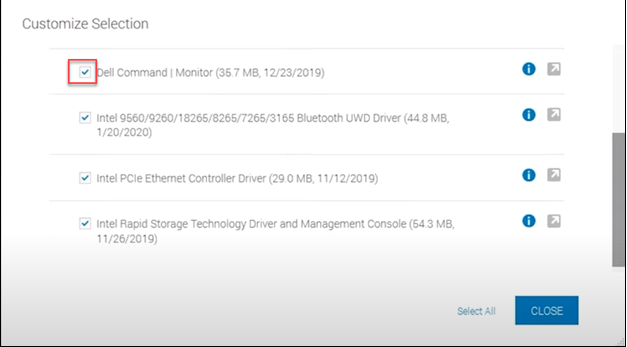 Customize Selection
Dell Command | Monitor (35.7 MB, 12/23/2019)
Intel 9560/9260/18265/8265/7265/3165 Bluetooth UWD Driver (44.8 MB,
1/20/2020)
Intel PCIe Ethernet Controller Driver (29.0 MB, 11/12/2019)
Intel Rapid Storage Technology Driver and Management Console (54.3 MB,
11/26/2019)
Select All
CLOSE